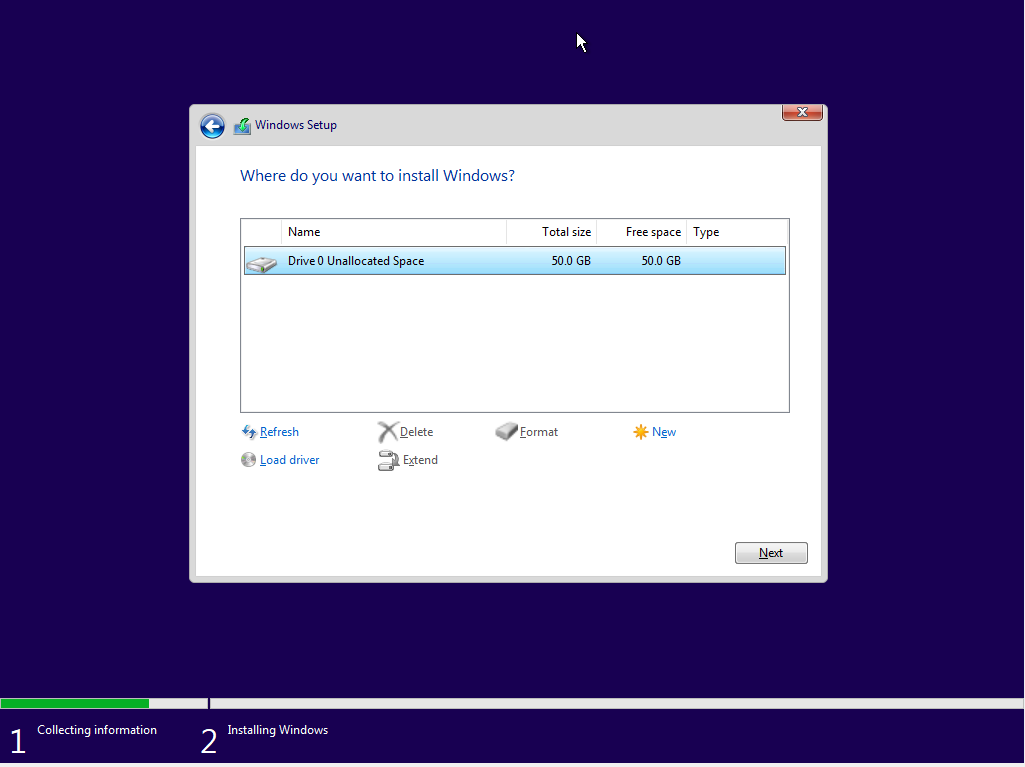 Windows Setup
Where do you want to install Windows?
Name Total size Free space Type
Drive 0 Unallocated Space 50.0 GB 50.0 GB
Refresh Delete Format New
Load driver Extend
Next
1 Collecting information 2 Installing Windows